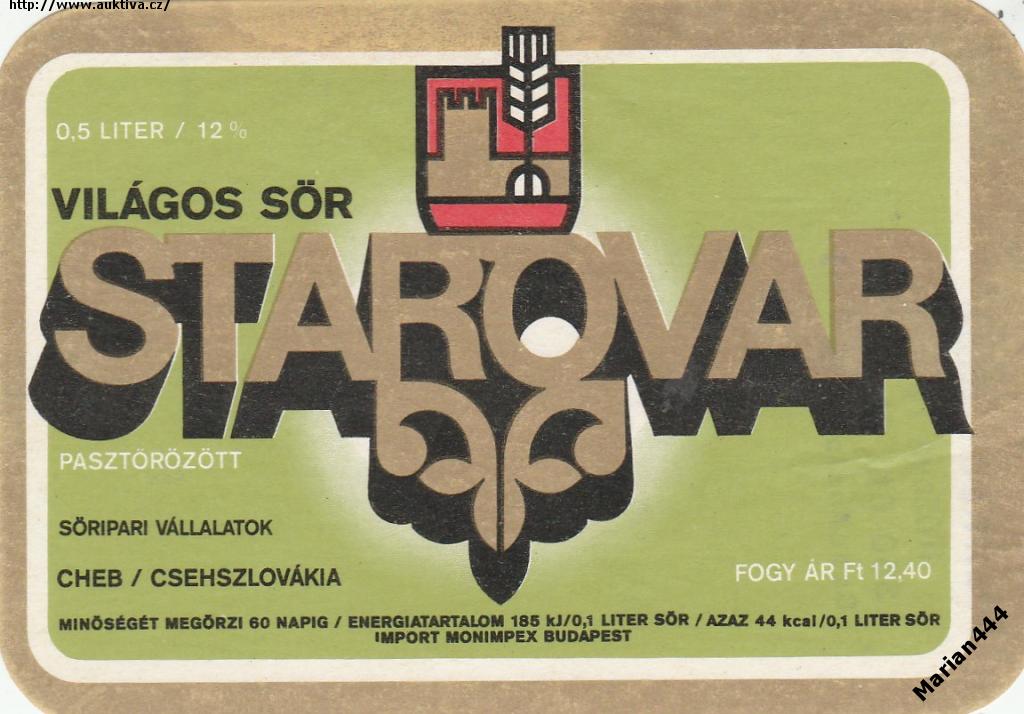 http://www.auktiva.cz/
0,5 LITER / 12 %
VILÁGOS SÖR
STAROVAR
PASZTÖRÖZÖTT
SÖRIPARI VÁLLALATOK
CHEB / CSEHSZLOVÁKIA
FOGY ÁR Ft 12,40
MINÖSÉGÉT MEGÖRZI 60 NAPIG / ENERGIATARTALOM 185 kJ/0,1 LITER SÖR / AZAZ 44 kcal/0,1 LITER SÖR
IMPORT MONIMPEX BUDAPEST
Marian444